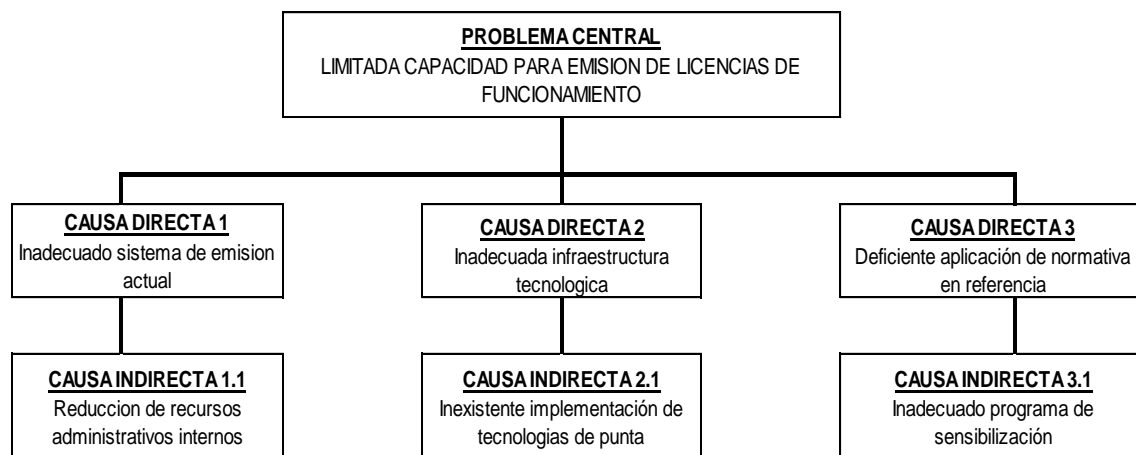 PROBLEMA CENTRAL
LIMITADA CAPACIDAD PARA EMISION DE LICENCIAS DE
FUNCIONAMIENTO
CAUSA DIRECTA 1
Inadecuado sistema de emision
actual
CAUSA DIRECTA 2
Inadecuada infraestructura
tecnologica
CAUSA DIRECTA 3
Deficiente aplicación de normativa
en referencia
CAUSA INDIRECTA 1.1
Reduccion de recursos
administrativos internos
CAUSA INDIRECTA 2.1
Inexistente implementación de
tecnologias de punta
CAUSA INDIRECTA 3.1
Inadecuado programa de
sensibilización